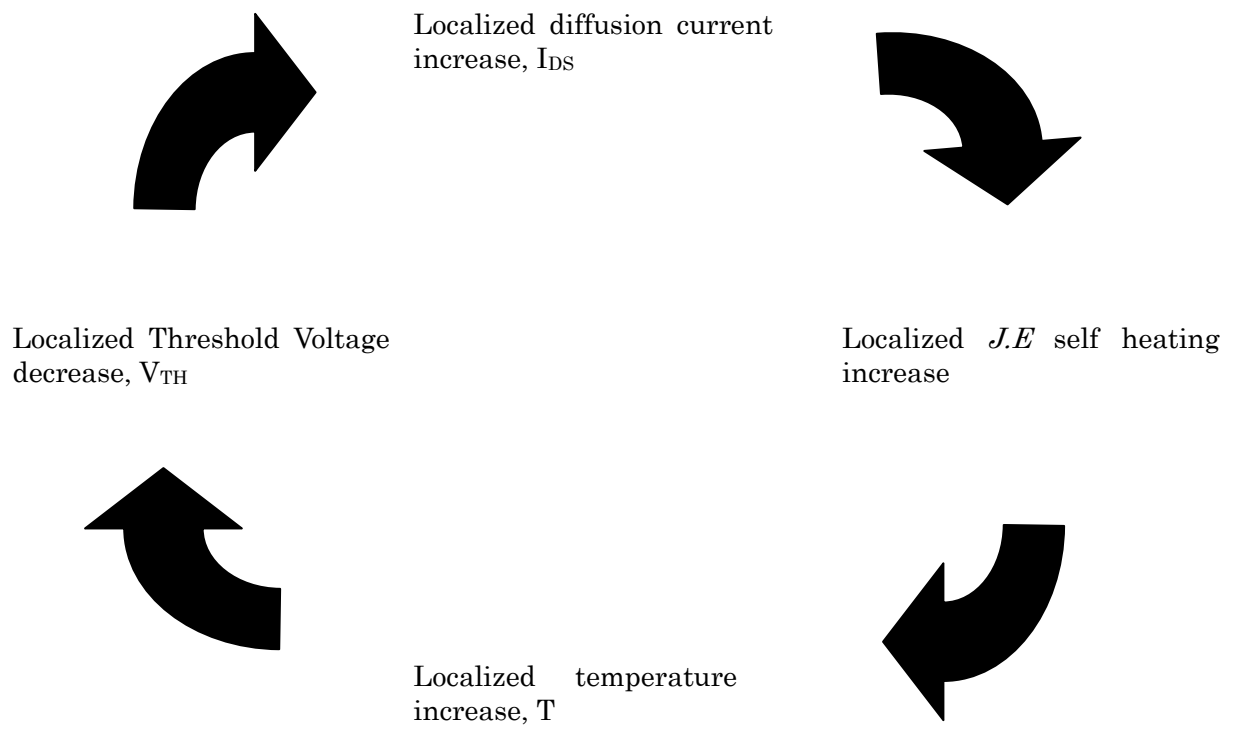 Localized diffusion current
increase, IDS
Localized Threshold Voltage
decrease, VTH
Localized J.E self heating
increase
Localized temperature
increase, T